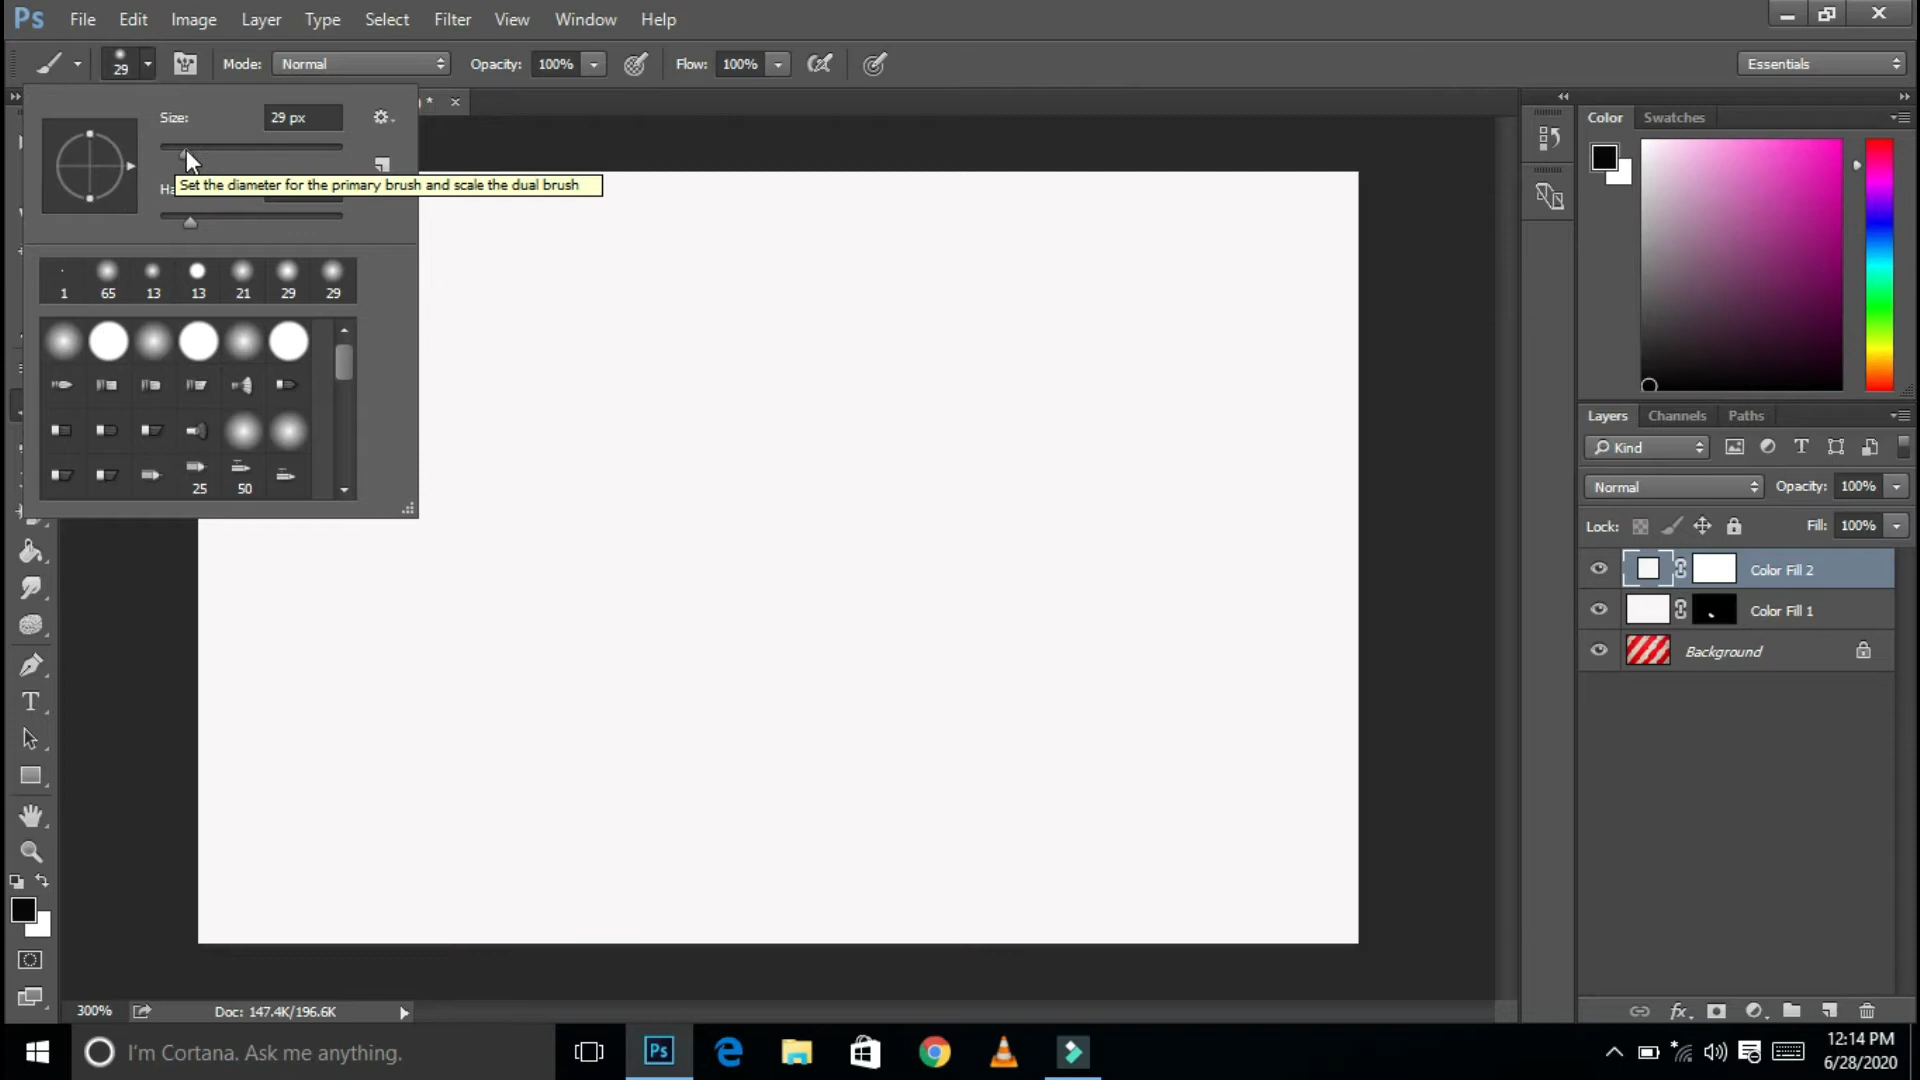 Ps File Edit Image Layer Type Select Filter View Window Help
29 Mode: Normal Opacity: 100% Flow: 100% Essentials
* ×
Size: 29 px
Set the diameter for the primary brush and scale the dual brush
1 65 13 13 21 29 29
25 50
Color Swatches
Layers Channels Paths
Kind
Normal Opacity: 100%
Lock: Fill: 100%
Color Fill 2
Color Fill 1
Background
300% Doc: 147.4K/196.6K
I'm Cortana. Ask me anything.
Ps
12:14 PM
6/28/2020